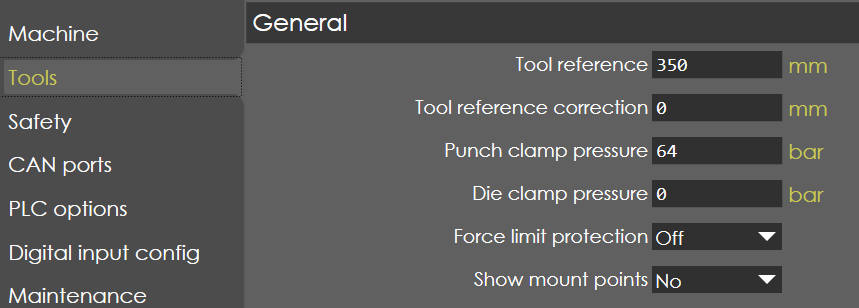 Machine
Tools
Safety
CAN ports
PLC options
Digital input config
Maintenance
General
Tool reference 350 mm
Tool reference correction 0 mm
Punch clamp pressure 64 bar
Die clamp pressure 0 bar
Force limit protection Off
Show mount points No